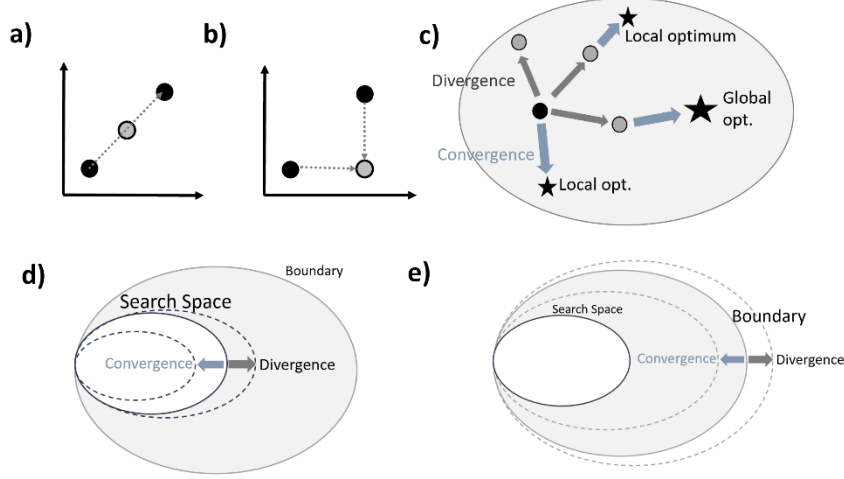 a)
b)
c)
Local optimum
Divergence
Global
opt.
Convergence
Local opt.
d)
Boundary
Search Space
Convergence
Divergence
e)
Search Space
Boundary
Convergence
Divergence